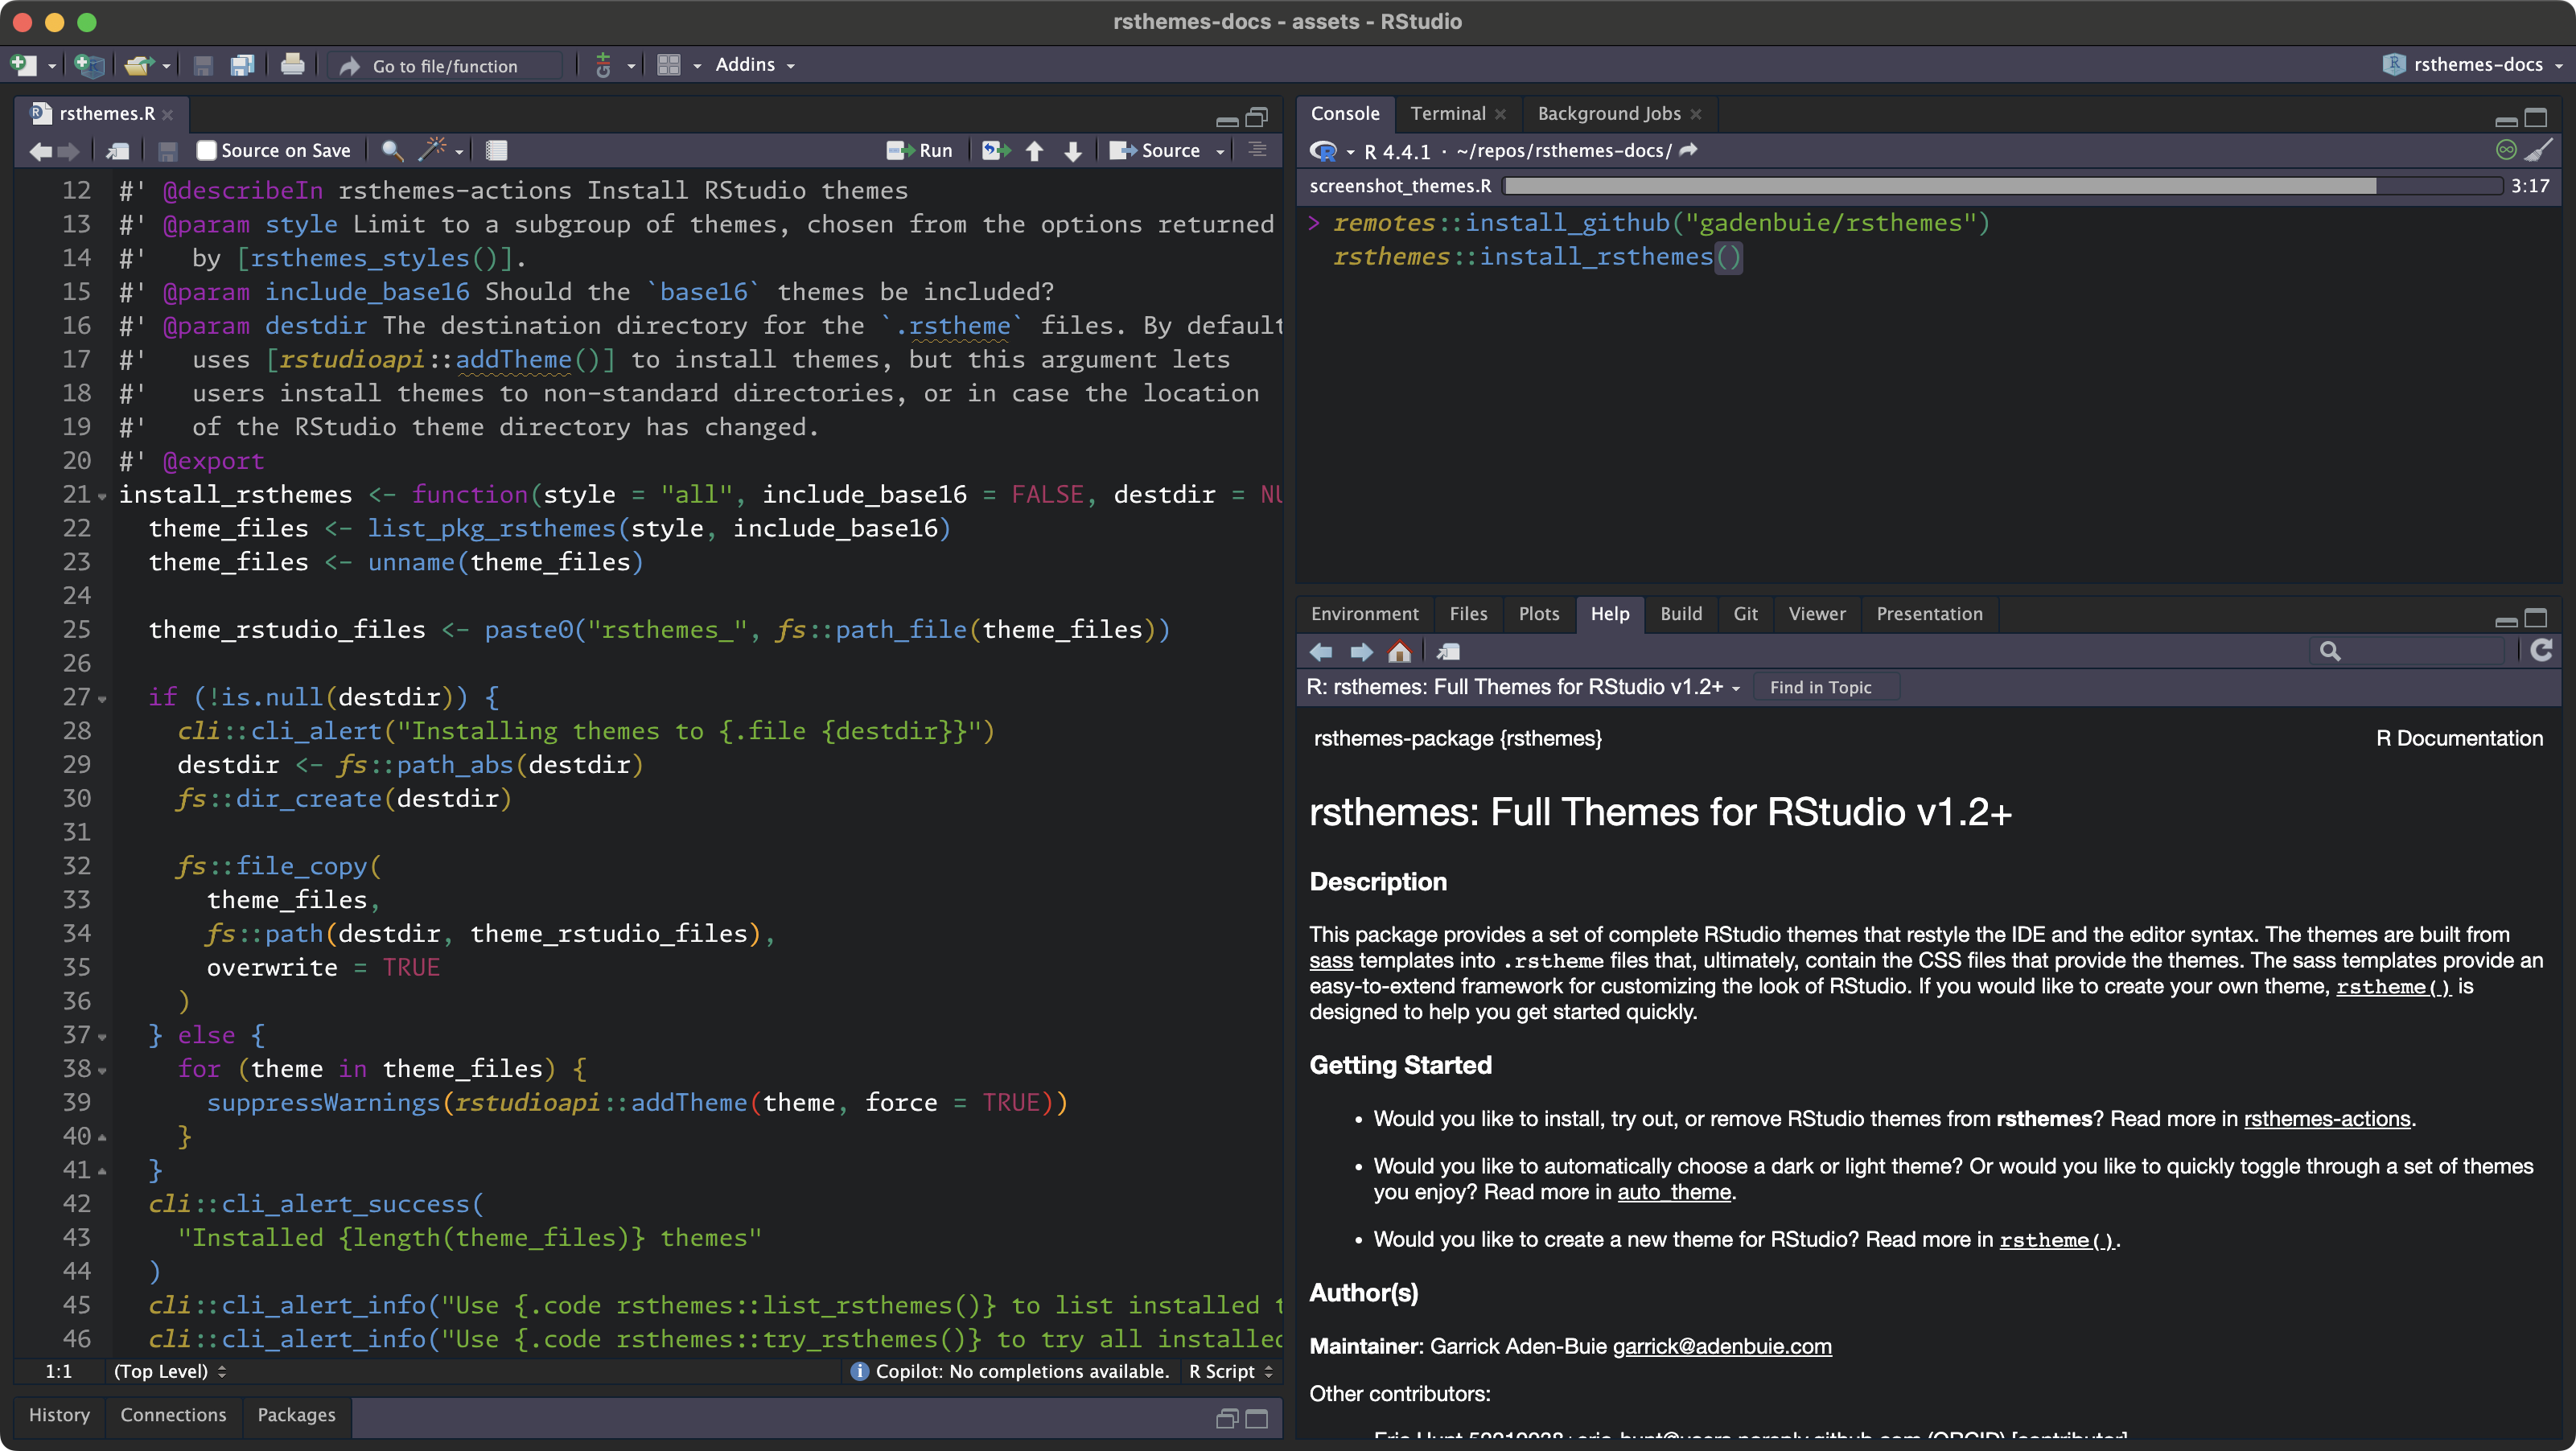 rsthemes-docs - assets - RStudio
Go to file/function
Addins
rsthemes-docs
rsthemes.R
Source on Save
Run
Source
12 #' @describeIn rsthemes-actions Install RStudio themes
13 #' @param style Limit to a subgroup of themes, chosen from the options returned
14 #'   by [rsthemes_styles()].
15 #' @param include_base16 Should the `base16` themes be included?
16 #' @param destdir The destination directory for the `.rstheme` files. By default
17 #'   uses [rstudioapi::addTheme()] to install themes, but this argument lets
18 #'   users install themes to non-standard directories, or in case the location
19 #'   of the RStudio theme directory has changed.
20 #' @export
21 install_rsthemes <- function(style = "all", include_base16 = FALSE, destdir = NU
22   theme_files <- list_pkg_rsthemes(style, include_base16)
23   theme_files <- unname(theme_files)
24
25   theme_rstudio_files <- paste0("rsthemes_", fs::path_file(theme_files))
26
27   if (!is.null(destdir)) {
28     cli::cli_alert("Installing themes to {.file {destdir}}")
29     destdir <- fs::path_abs(destdir)
30     fs::dir_create(destdir)
31
32     fs::file_copy(
33       theme_files,
34       fs::path(destdir, theme_rstudio_files),
35       overwrite = TRUE
36     )
37   } else {
38     for (theme in theme_files) {
39       suppressWarnings(rstudioapi::addTheme(theme, force = TRUE))
40     }
41   }
42   cli::cli_alert_success(
43     "Installed {length(theme_files)} themes"
44   )
45   cli::cli_alert_info("Use {.code rsthemes::list_rsthemes()} to list installed t
46   cli::cli_alert_info("Use {.code rsthemes::try_rsthemes()} to try all installed
1:1
(Top Level)
Copilot: No completions available.
R Script
History
Connections
Packages
Console
Terminal
Background Jobs
R 4.4.1 · ~/repos/rsthemes-docs/
screenshot_themes.R
3:17
> remotes::install_github("gadenbuie/rsthemes")
rsthemes::install_rsthemes()
Environment
Files
Plots
Help
Build
Git
Viewer
Presentation
R: rsthemes: Full Themes for RStudio v1.2+
Find in Topic
rsthemes-package {rsthemes}
R Documentation
rsthemes: Full Themes for RStudio v1.2+
Description
This package provides a set of complete RStudio themes that restyle the IDE and the editor syntax. The themes are built from
sass templates into .rstheme files that, ultimately, contain the CSS files that provide the themes. The sass templates provide an
easy-to-extend framework for customizing the look of RStudio. If you would like to create your own theme, rstheme() is
designed to help you get started quickly.
Getting Started
• Would you like to install, try out, or remove RStudio themes from rsthemes? Read more in rsthemes-actions.
• Would you like to automatically choose a dark or light theme? Or would you like to quickly toggle through a set of themes
you enjoy? Read more in auto_theme.
• Would you like to create a new theme for RStudio? Read more in rstheme().
Author(s)
Maintainer: Garrick Aden-Buie garrick@adenbuie.com
Other contributors: